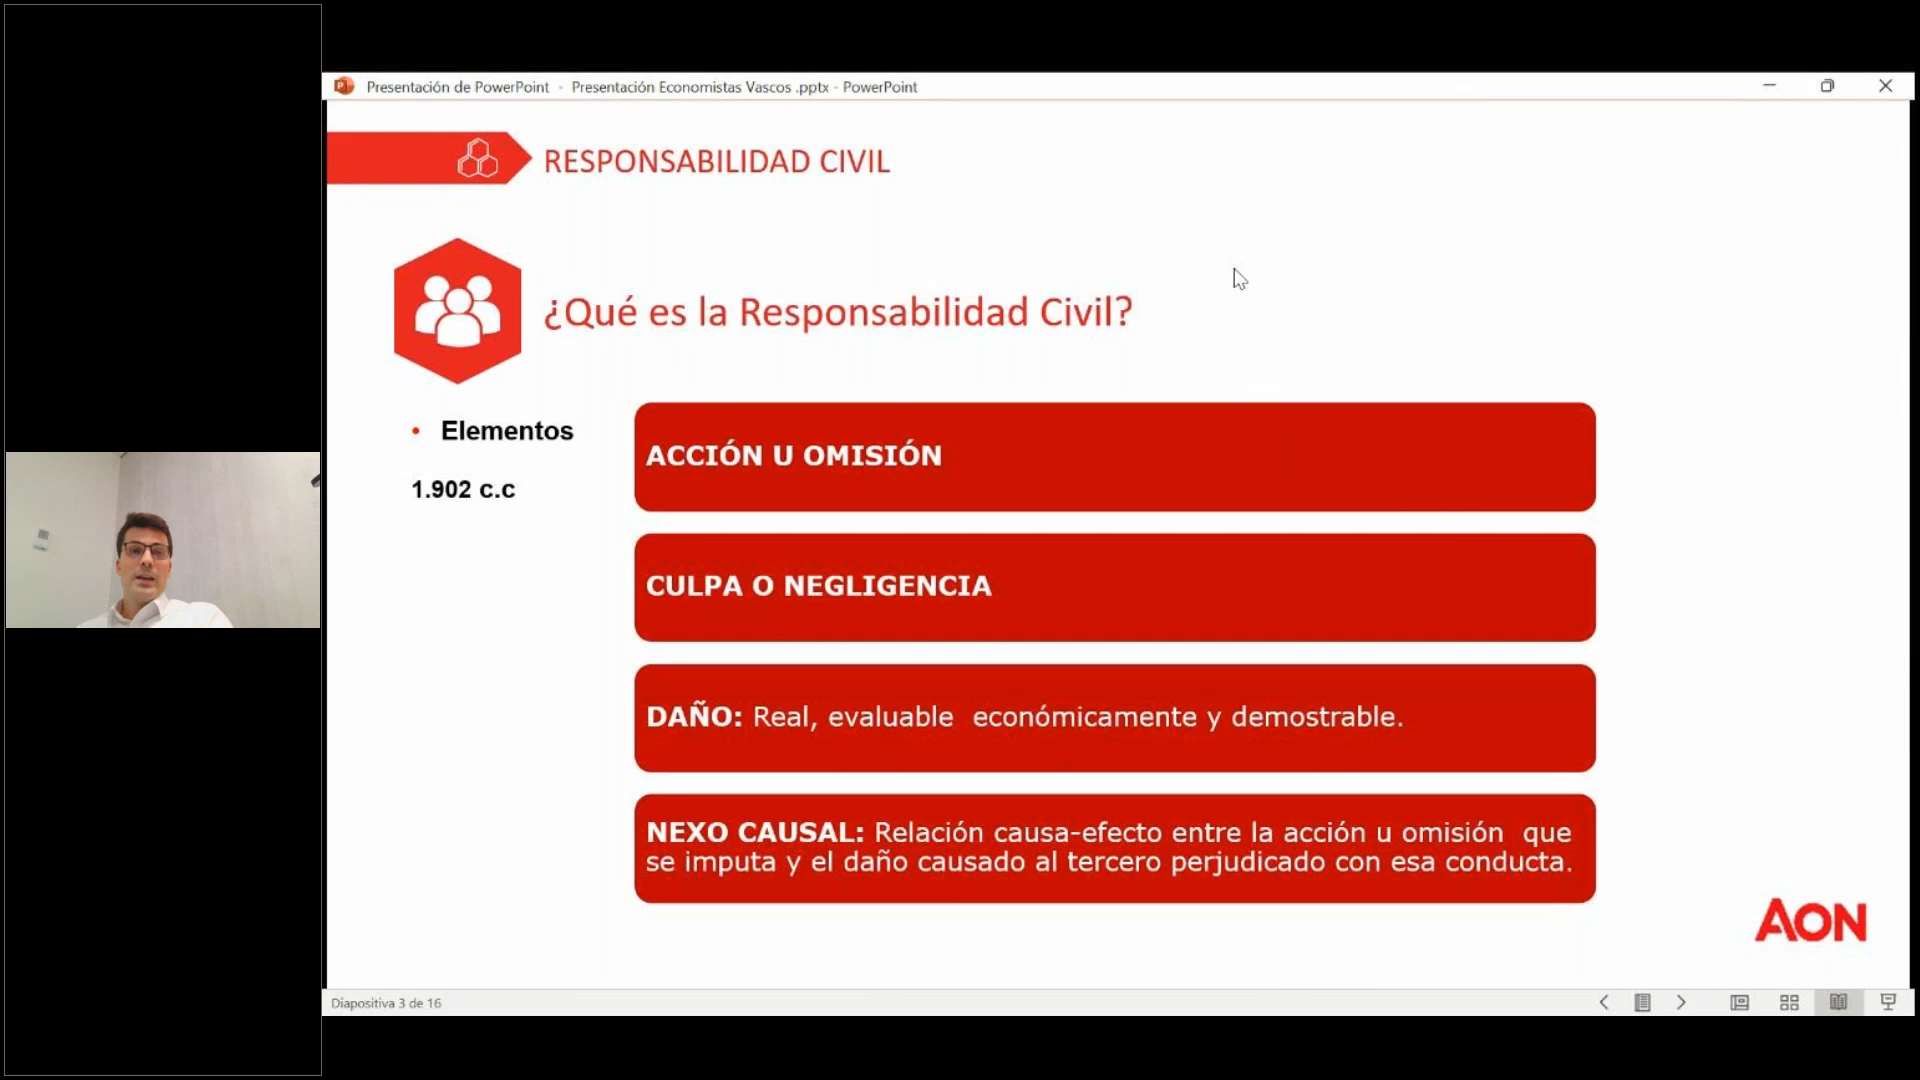 Presentación de PowerPoint - Presentación Economistas Vascos .pptx - PowerPoint
RESPONSABILIDAD CIVIL
¿Qué es la Responsabilidad Civil?
• Elementos
1.902 c.c
ACCIÓN U OMISIÓN
CULPA O NEGLIGENCIA
DAÑO: Real, evaluable  económicamente y demostrable.
NEXO CAUSAL: Relación causa-efecto entre la acción u omisión  que
se imputa y el daño causado al tercero perjudicado con esa conducta.
AON
Diapositiva 3 de 16